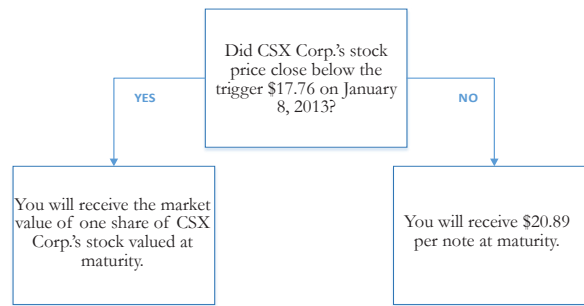 Did CSX Corp.'s stock
price close below the
trigger $17.76 on January
8, 2013?
YES
NO
You will receive the market
value of one share of CSX
Corp.'s stock valued at
maturity.
You will receive $20.89
per note at maturity.